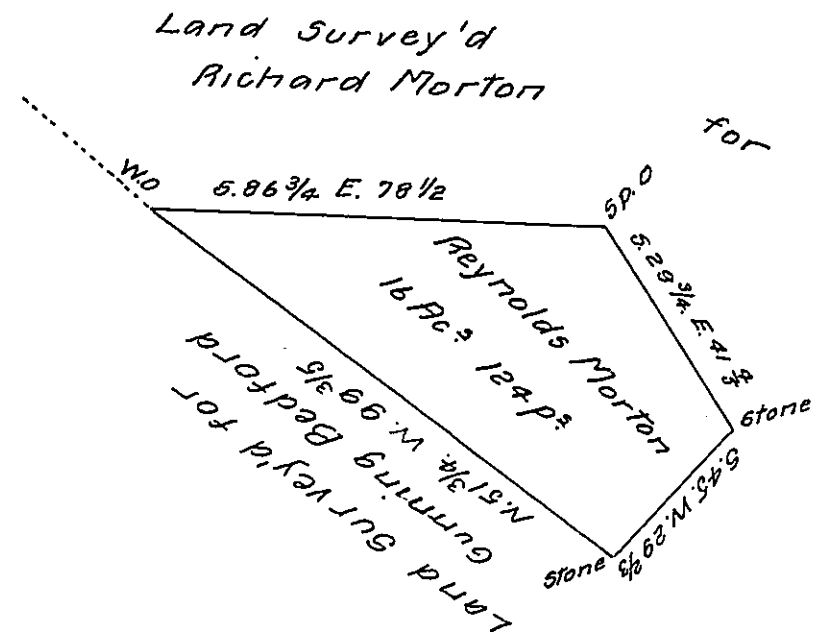 Land Survey'd
Richard Morton
for
W.O
S.86 3/4 E. 78 1/2
Sp. O
S.29 3/4. E. 41 4/5
Reynolds Morton
16 Acs 124 ps
Stone
S.45. W. 29 2/3
Stone
N.51 3/4. W. 99 3/5
Gunning Bedford
Land Survey'd for